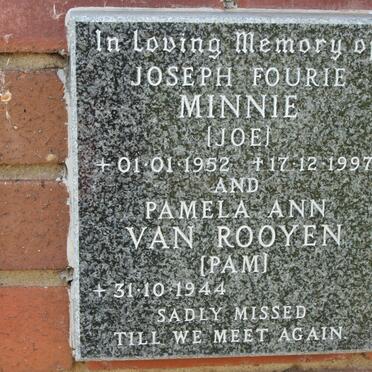 In Loving Memory of
JOSEPH FOURIE
MINNIE
[JOE]
+ 01·01·1952 † 17·12·1997
AND
PAMELA ANN
VAN ROOYEN
[PAM]
+ 31·10·1944
SADLY MISSED
TILL WE MEET AGAIN